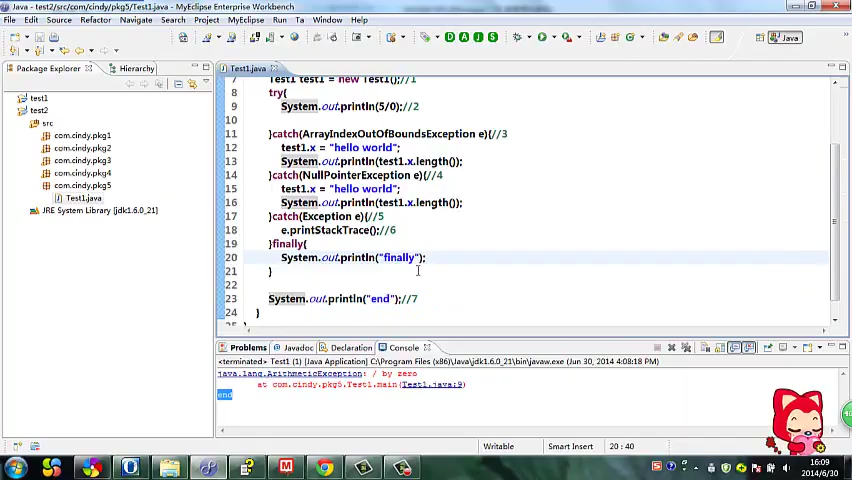 Java - test2/src/com/cindy/pkg5/Test1.java - MyEclipse Enterprise Workbench
File Edit Source Refactor Navigate Search Project MyEclipse Run Ta Window Help
Java
Package Explorer Hierarchy
Test1.java
test1
test2
src
com.cindy.pkg1
com.cindy.pkg2
com.cindy.pkg3
com.cindy.pkg4
com.cindy.pkg5
Test1.java
JRE System Library [jdk1.6.0_21]
7 Test1 test1 = new Test1();//1
8 try{
9 System.out.println(5/0);//2
10
11 }catch(ArrayIndexOutOfBoundsException e){//3
12 test1.x = "hello world";
13 System.out.println(test1.x.length());
14 }catch(NullPointerException e){//4
15 test1.x = "hello world";
16 System.out.println(test1.x.length());
17 }catch(Exception e){//5
18 e.printStackTrace();//6
19 }finally{
20 System.out.println("finally");
21 }
22
23 System.out.println("end");//7
24 }
25 }
Problems Javadoc Declaration Console
<terminated> Test1 [Java Application] C:\Program Files\Java\jdk1.6.0_21\bin\javaw.exe (Jun 30, 2014 4:08:18 PM)
java.lang.ArithmeticException: / by zero
at com.cindy.pkg5.Test1.main(Test1.java:9)
end
Writable Smart Insert 20 : 40
16:09
2014/6/30